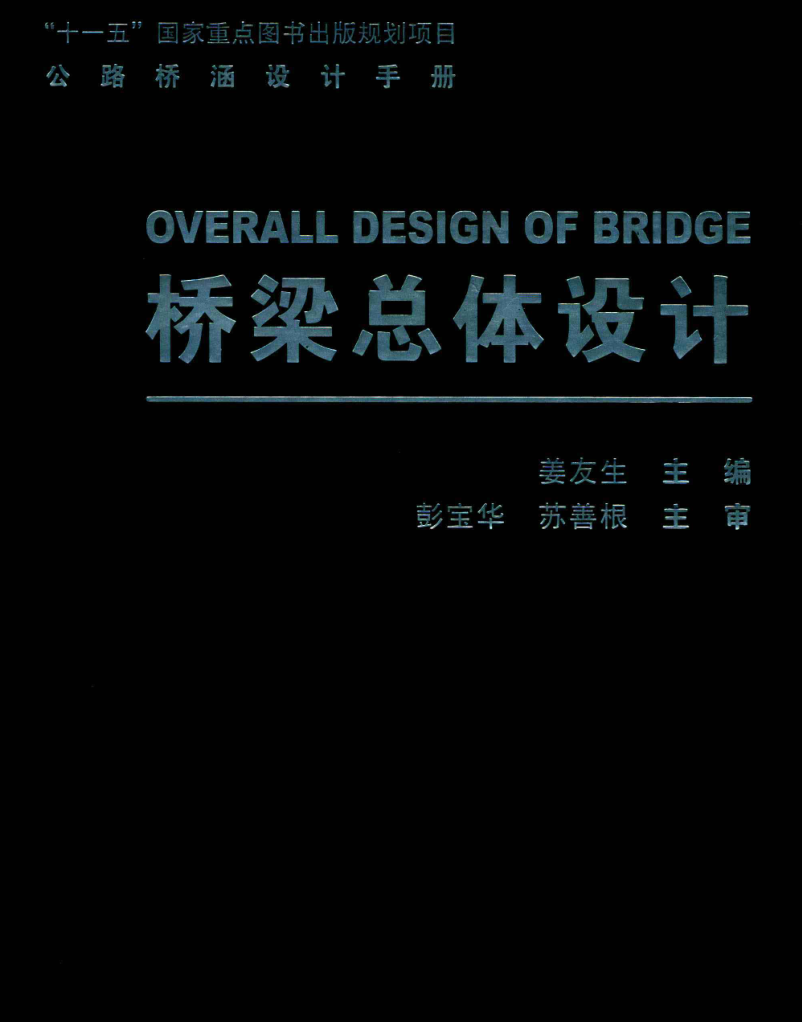 “十一五”国家重点图书出版规划项目
公路桥涵设计手册
OVERALL DESIGN OF BRIDGE
桥梁总体设计
姜友生 主编
彭宝华 苏善根 主审